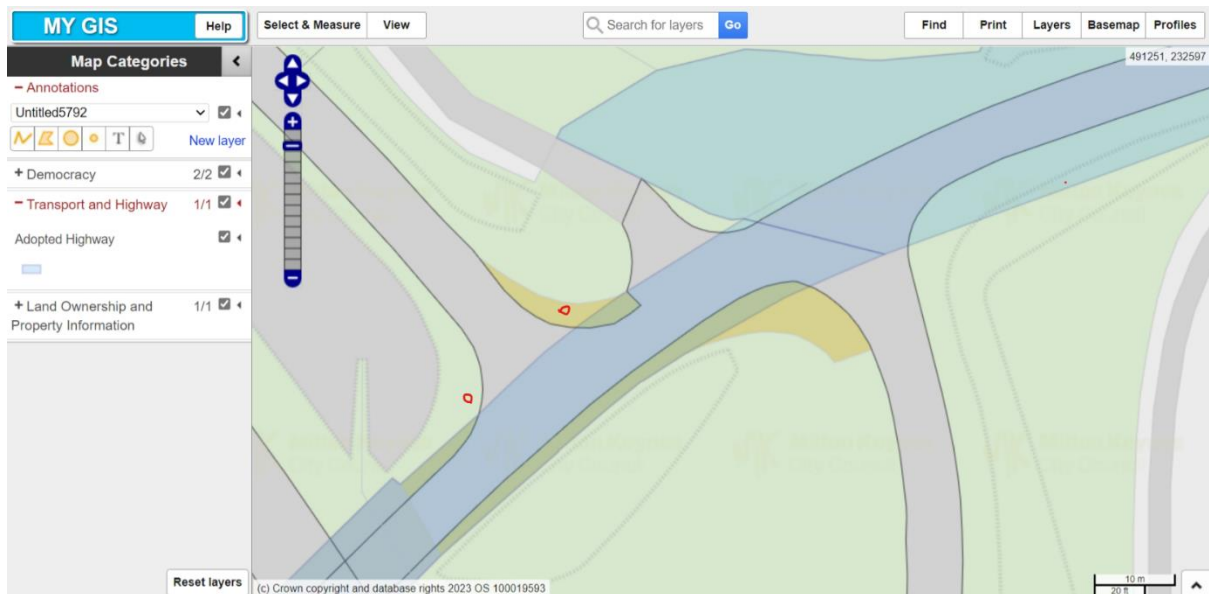 MY GIS Help Select & Measure View Search for layers Go Find Print Layers Basemap Profiles
Map Categories
491251, 232597
− Annotations
Untitled5792
T New layer
+ Democracy 2/2
− Transport and Highway 1/1
Adopted Highway
+ Land Ownership and 1/1
Property Information
Reset layers
(c) Crown copyright and database rights 2023 OS 100019593
10 m
20 ft